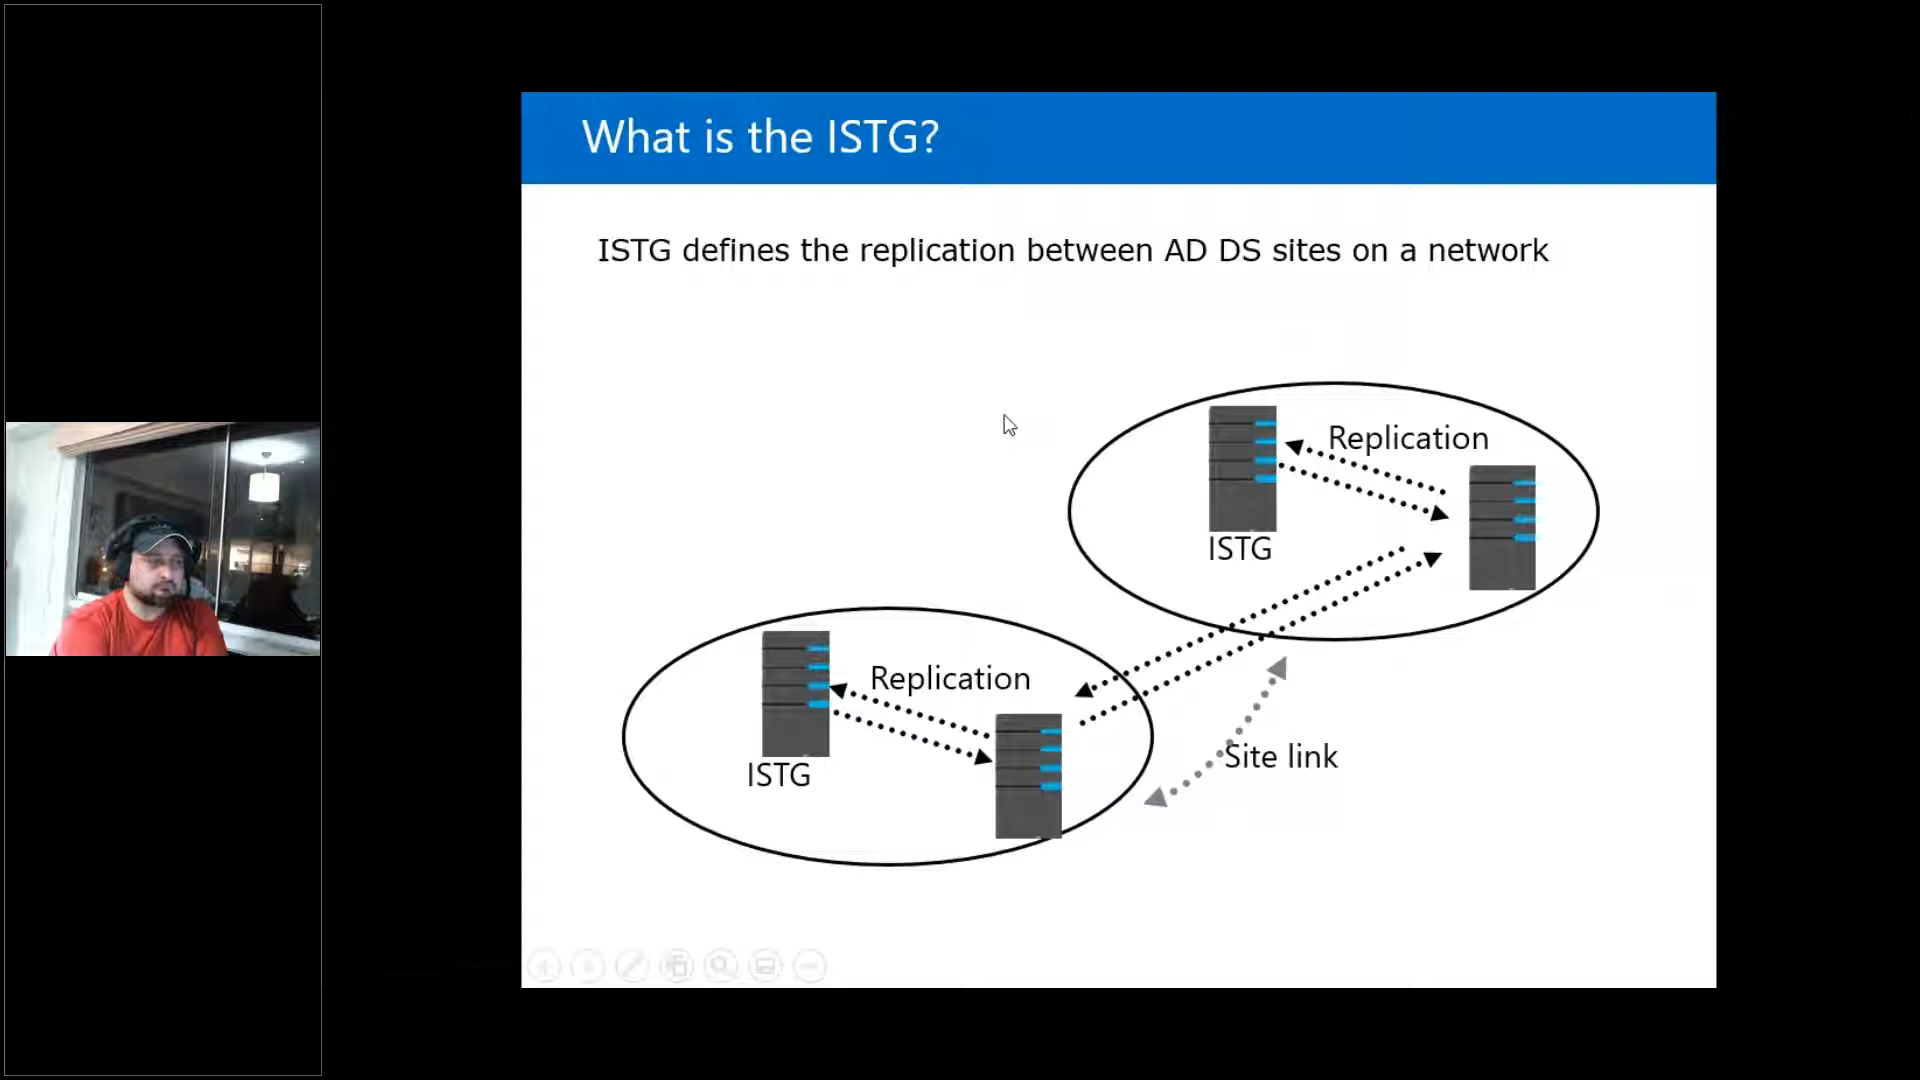 What is the ISTG?
ISTG defines the replication between AD DS sites on a network
Replication
ISTG
Replication
ISTG
Site link